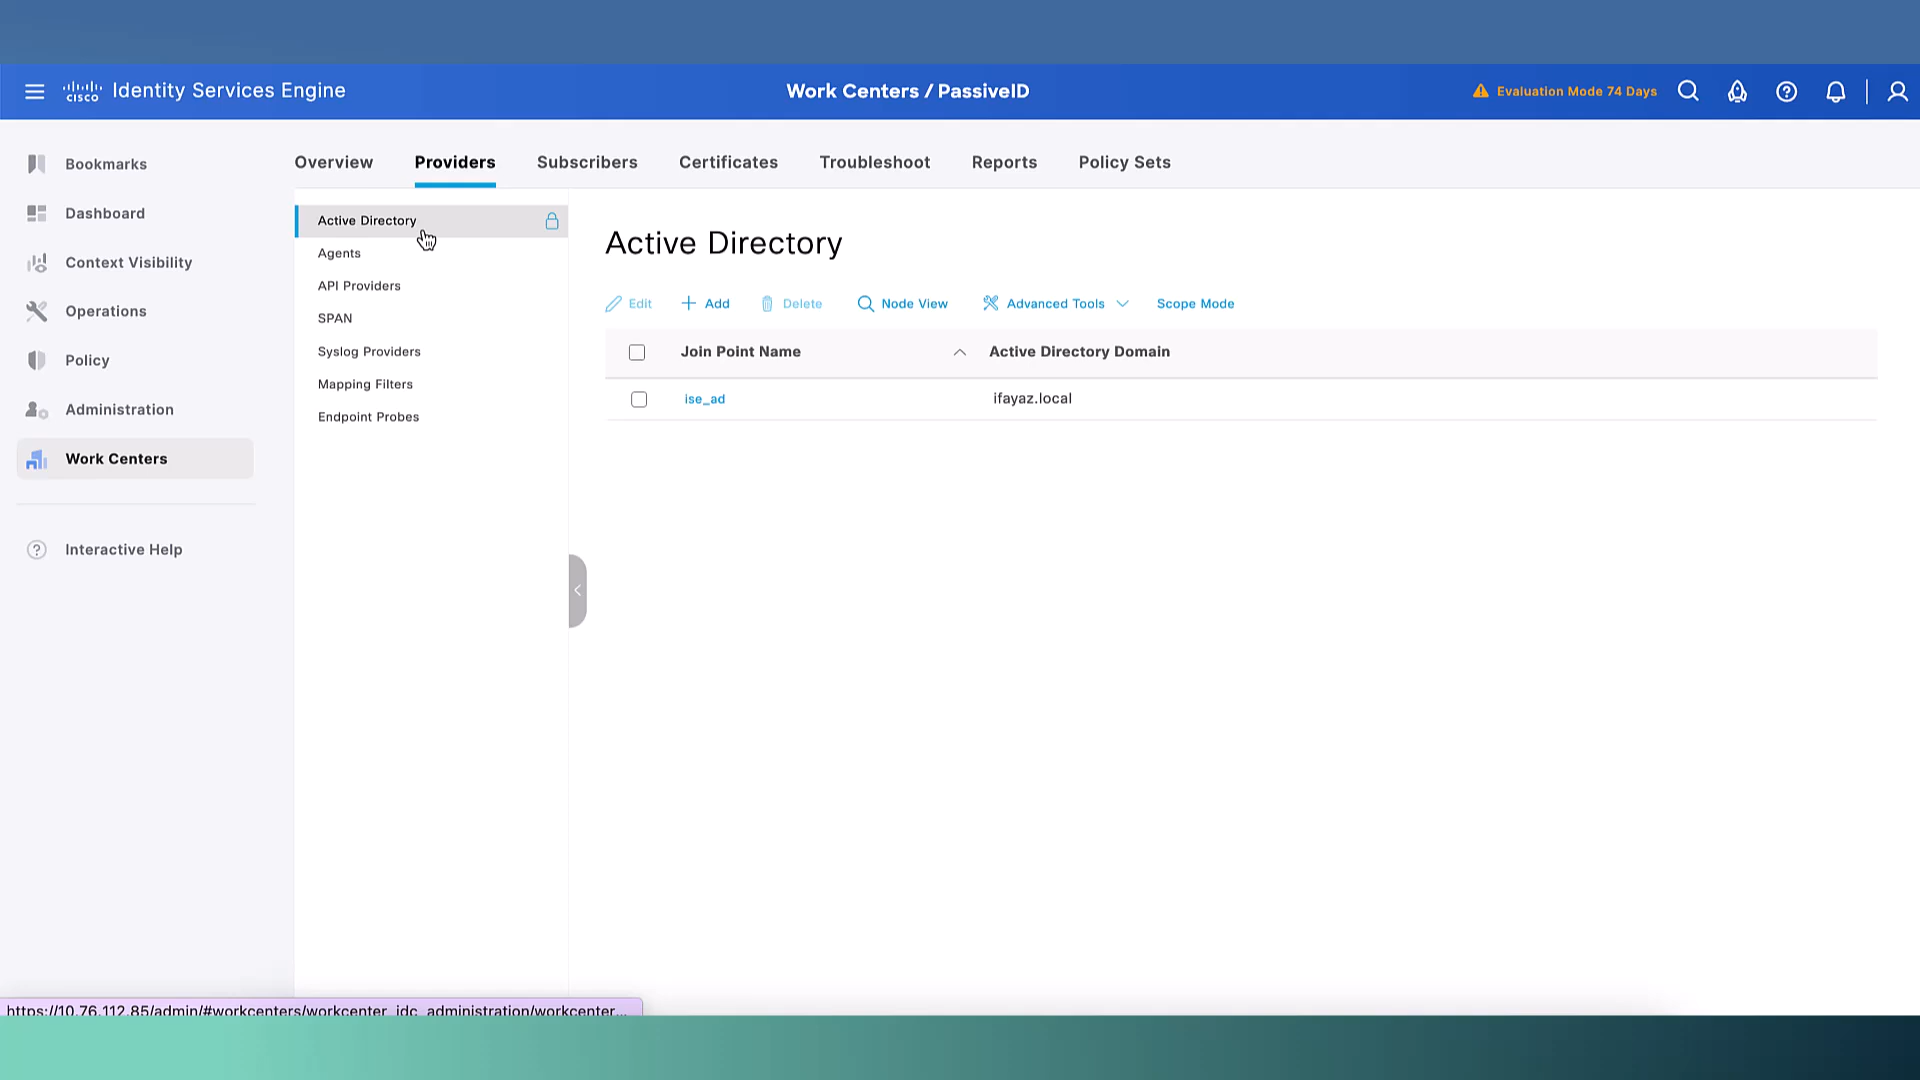 cisco Identity Services Engine
Work Centers / PassiveID
Evaluation Mode 74 Days
Bookmarks
Dashboard
Context Visibility
Operations
Policy
Administration
Work Centers
Interactive Help
Overview Providers Subscribers Certificates Troubleshoot Reports Policy Sets
Active Directory
Agents
API Providers
SPAN
Syslog Providers
Mapping Filters
Endpoint Probes
Active Directory
Edit Add Delete Node View Advanced Tools Scope Mode
Join Point Name Active Directory Domain
ise_ad ifayaz.local
https://10.76.112.85/admin/#workcenters/workcenter_idc_administration/workcenter...